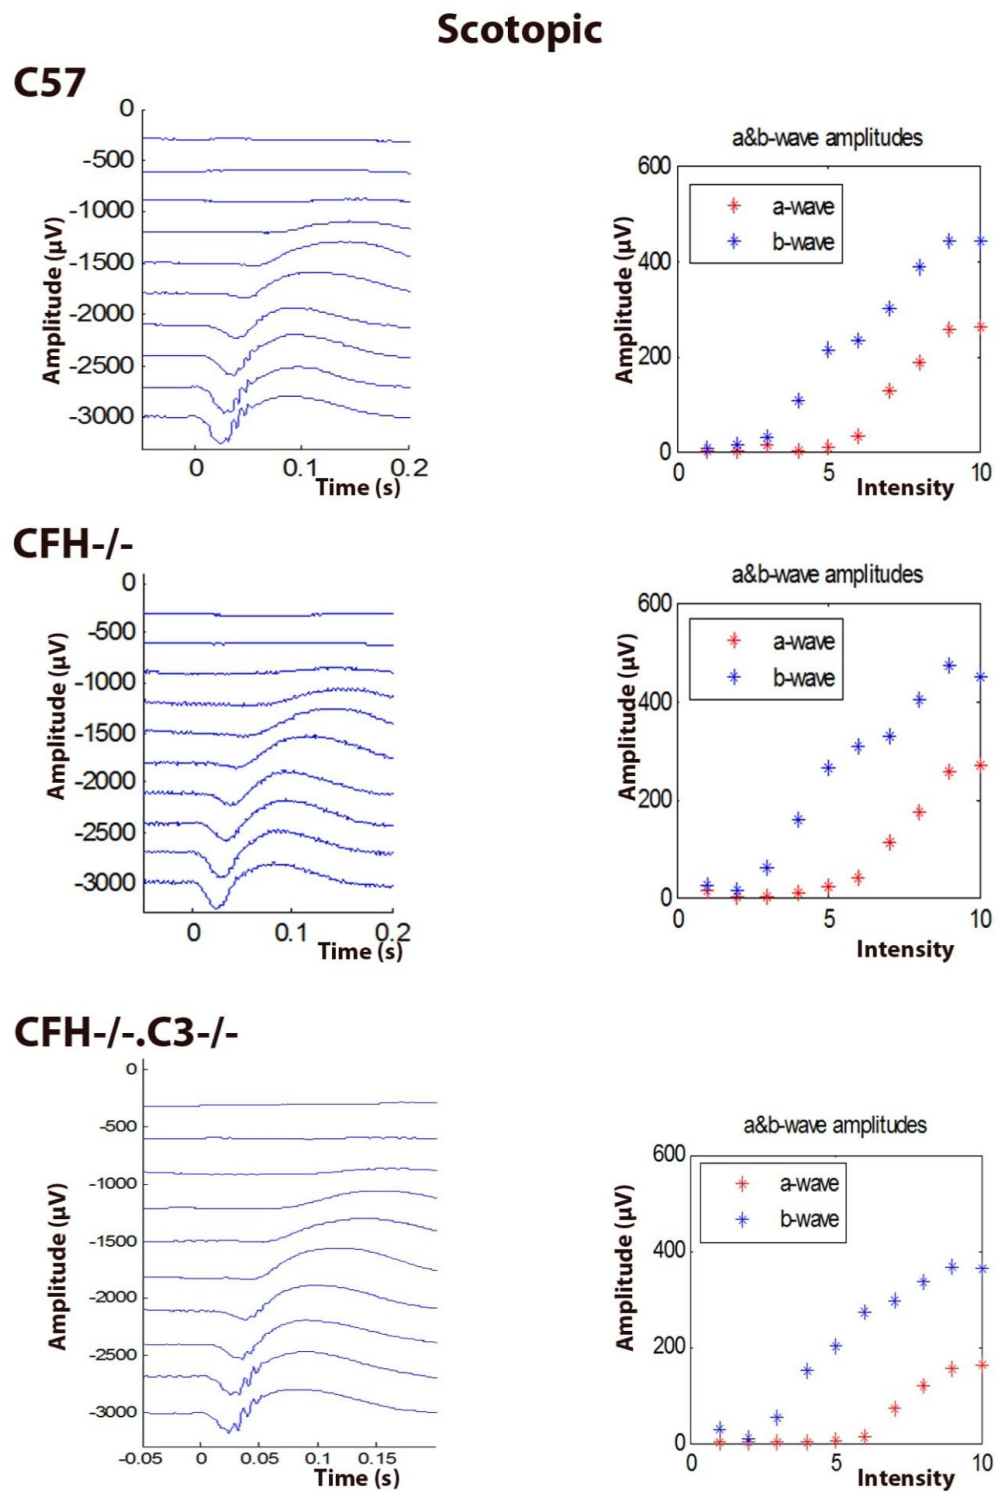 Scotopic
C57
0
-500
-1000
-1500
-2000
-2500
-3000
Amplitude (µV)
0
0.1
0.2
Time (s)
a&b-wave amplitudes
600
400
200
0
Amplitude (µV)
a-wave
b-wave
0
5
10
Intensity
CFH-/-
0
-500
-1000
-1500
-2000
-2500
-3000
Amplitude (µV)
0
0.1
0.2
Time (s)
a&b-wave amplitudes
600
400
200
0
Amplitude (µV)
a-wave
b-wave
0
5
10
Intensity
CFH-/-.C3-/-
0
-500
-1000
-1500
-2000
-2500
-3000
Amplitude (µV)
-0.05
0
0.05
0.1
0.15
Time (s)
a&b-wave amplitudes
600
400
200
0
Amplitude (µV)
a-wave
b-wave
0
5
10
Intensity